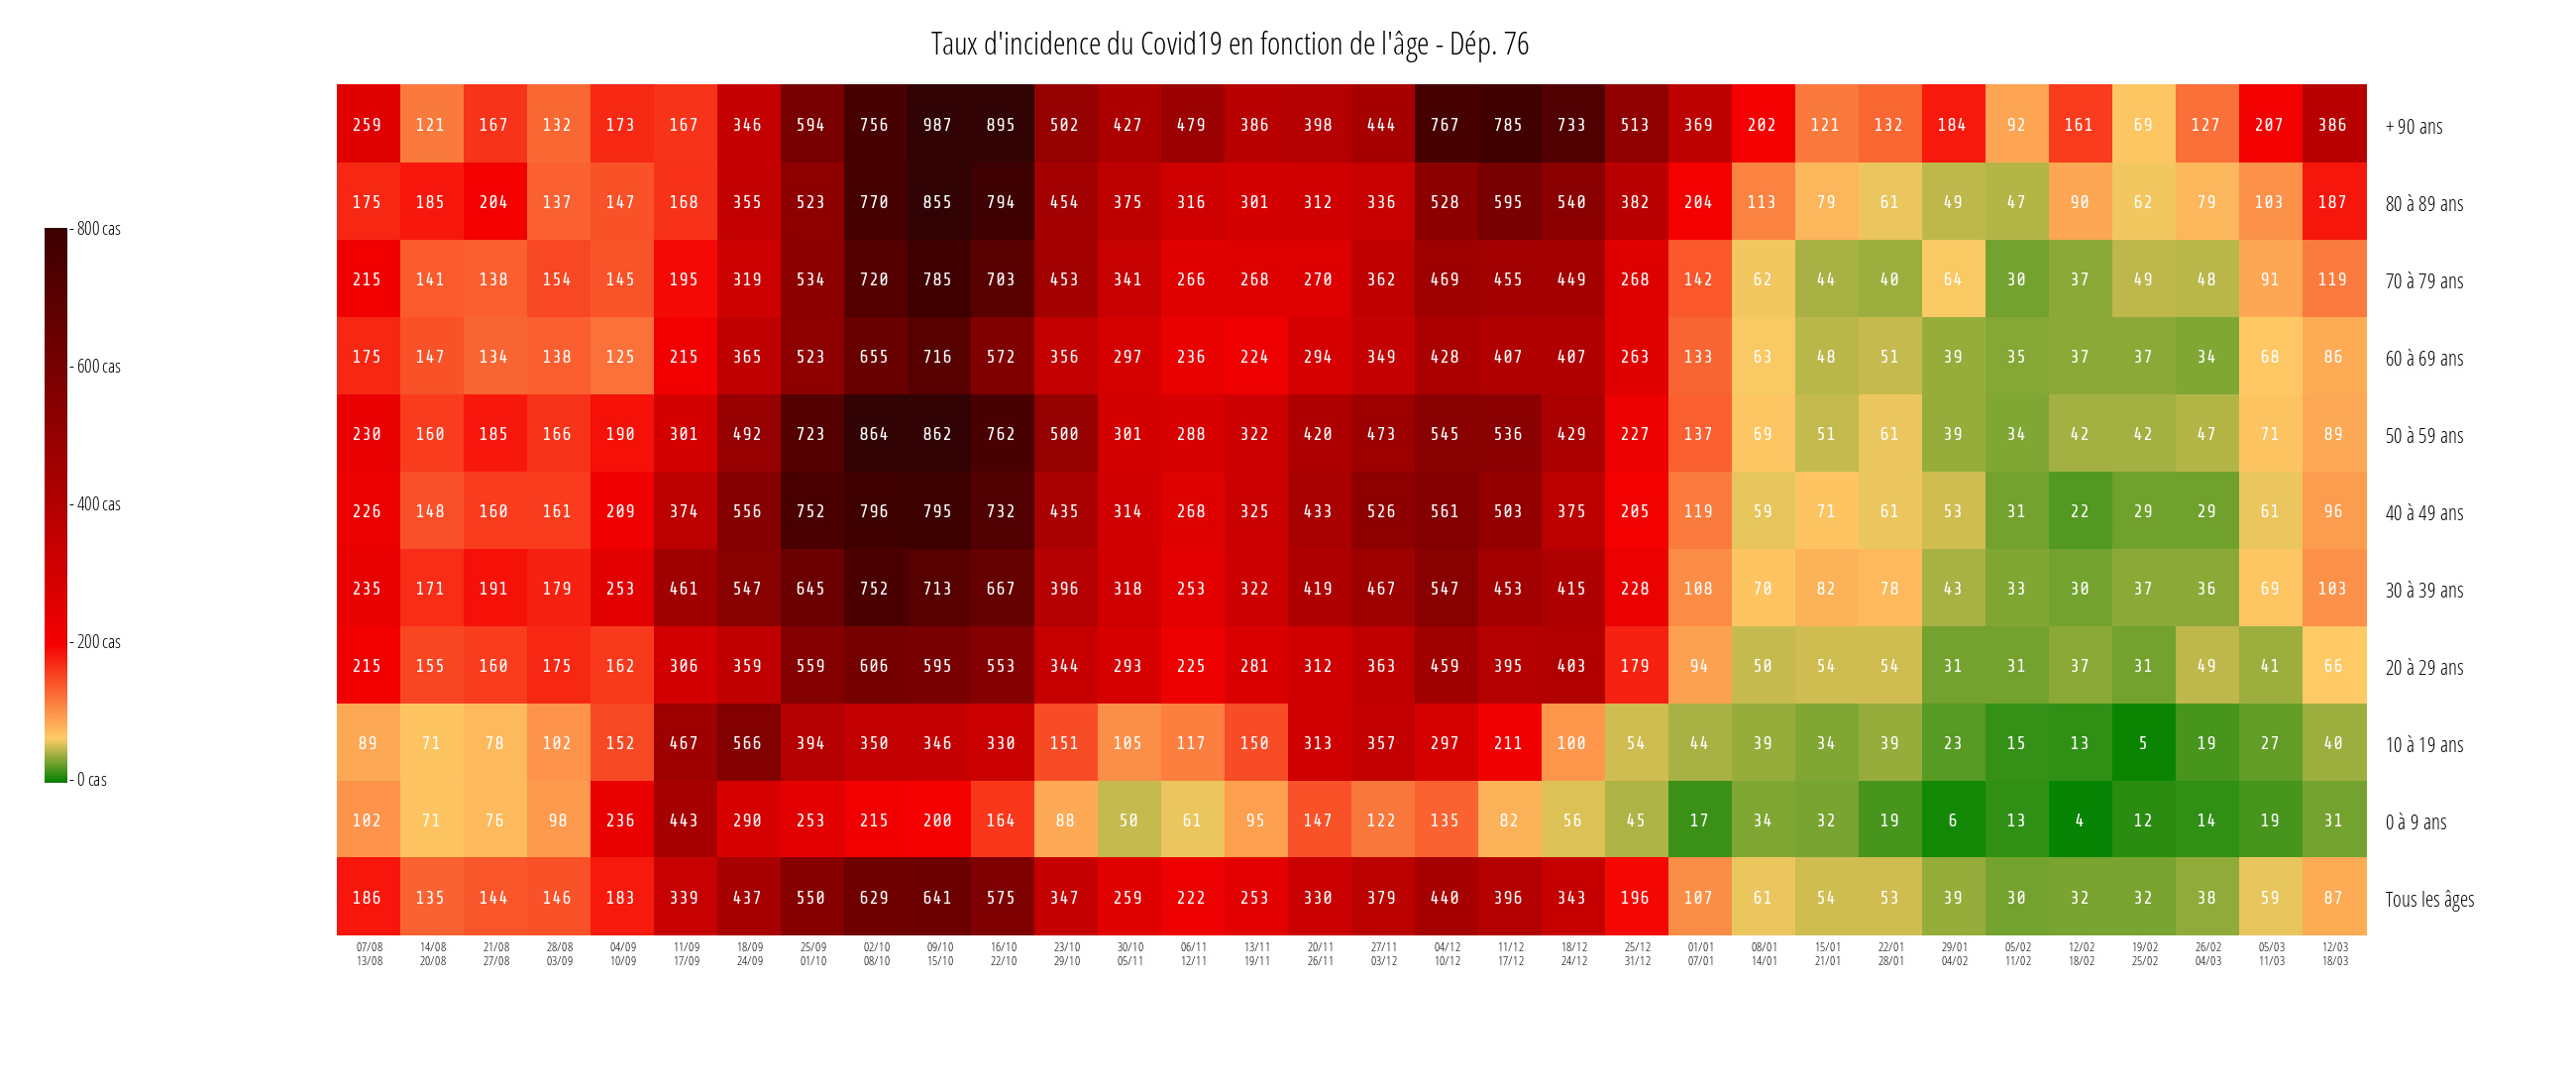 Taux d'incidence du Covid19 en fonction de l'âge - Dép. 76
- 800 cas
- 600 cas
- 400 cas
- 200 cas
- 0 cas
259 121 167 132 173 167 346 594 756 987 895 502 427 479 386 398 444 767 785 733 513 369 202 121 132 184 92 161 69 127 207 386 + 90 ans
175 185 204 137 147 168 355 523 770 855 794 454 375 316 301 312 336 528 595 540 382 204 113 79 61 49 47 90 62 79 103 187 80 à 89 ans
215 141 138 154 145 195 319 534 720 785 703 453 341 266 268 270 362 469 455 449 268 142 62 44 40 64 30 37 49 48 91 119 70 à 79 ans
175 147 134 138 125 215 365 523 655 716 572 356 297 236 224 294 349 428 407 407 263 133 63 48 51 39 35 37 37 34 68 86 60 à 69 ans
230 160 185 166 190 301 492 723 864 862 762 500 301 288 322 420 473 545 536 429 227 137 69 51 61 39 34 42 42 47 71 89 50 à 59 ans
226 148 160 161 209 374 556 752 796 795 732 435 314 268 325 433 526 561 503 375 205 119 59 71 61 53 31 22 29 29 61 96 40 à 49 ans
235 171 191 179 253 461 547 645 752 713 667 396 318 253 322 419 467 547 453 415 228 108 70 82 78 43 33 30 37 36 69 103 30 à 39 ans
215 155 160 175 162 306 359 559 606 595 553 344 293 225 281 312 363 459 395 403 179 94 50 54 54 31 31 37 31 49 41 66 20 à 29 ans
89 71 78 102 152 467 566 394 350 346 330 151 105 117 150 313 357 297 211 100 54 44 39 34 39 23 15 13 5 19 27 40 10 à 19 ans
102 71 76 98 236 443 290 253 215 200 164 88 50 61 95 147 122 135 82 56 45 17 34 32 19 6 13 4 12 14 19 31 0 à 9 ans
186 135 144 146 183 339 437 550 629 641 575 347 259 222 253 330 379 440 396 343 196 107 61 54 53 39 30 32 32 38 59 87 Tous les âges
07/08 14/08 21/08 28/08 04/09 11/09 18/09 25/09 02/10 09/10 16/10 23/10 30/10 06/11 13/11 20/11 27/11 04/12 11/12 18/12 25/12 01/01 08/01 15/01 22/01 29/01 05/02 12/02 19/02 26/02 05/03 12/03
13/08 20/08 27/08 03/09 10/09 17/09 24/09 01/10 08/10 15/10 22/10 29/10 05/11 12/11 19/11 26/11 03/12 10/12 17/12 24/12 31/12 07/01 14/01 21/01 28/01 04/02 11/02 18/02 25/02 04/03 11/03 18/03